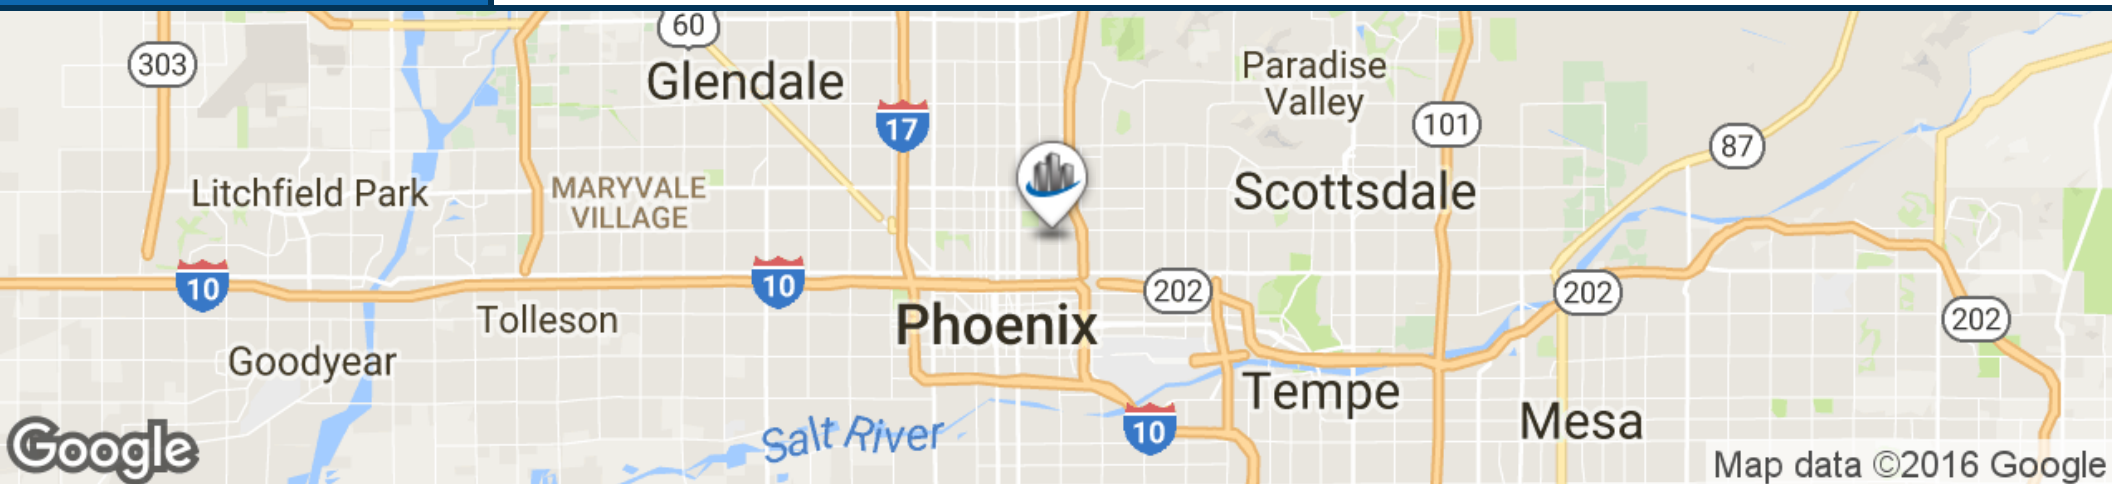 60
303
Glendale
Paradise
Valley
17
101
87
Litchfield Park
MARYVALE
VILLAGE
Scottsdale
10
10
202
202
Tolleson
Phoenix
202
Goodyear
Tempe
Mesa
Salt River
10
Google
Map data ©2016 Google